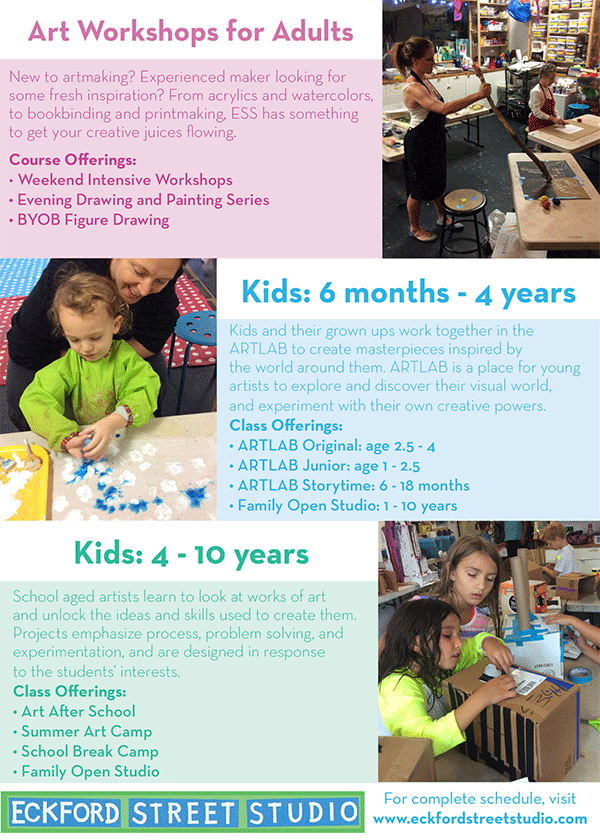 Art Workshops for Adults
New to artmaking? Experienced maker looking for
some fresh inspiration? From acrylics and watercolors,
to bookbinding and printmaking, ESS has something
to get your creative juices flowing.
Course Offerings:
• Weekend Intensive Workshops
• Evening Drawing and Painting Series
• BYOB Figure Drawing
Kids: 6 months - 4 years
Kids and their grown ups work together in the
ARTLAB to create masterpieces inspired by
the world around them. ARTLAB is a place for young
artists to explore and discover their visual world,
and experiment with their own creative powers.
Class Offerings:
• ARTLAB Original: age 2.5 - 4
• ARTLAB Junior: age 1 - 2.5
• ARTLAB Storytime: 6 - 18 months
• Family Open Studio: 1 - 10 years
Kids: 4 - 10 years
School aged artists learn to look at works of art
and unlock the ideas and skills used to create them.
Projects emphasize process, problem solving, and
experimentation, and are designed in response
to the students' interests.
Class Offerings:
• Art After School
• Summer Art Camp
• School Break Camp
• Family Open Studio
ECKFORD STREET STUDIO
For complete schedule, visit
www.eckfordstreetstudio.com